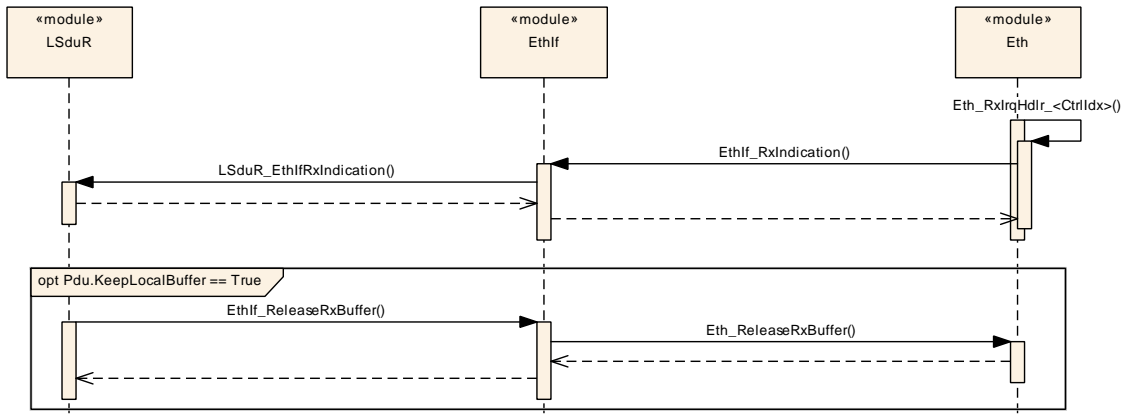 «module»
LSduR
«module»
EthIf
«module»
Eth
Eth_RxIrqHdlr_<CtrlIdx>()
EthIf_RxIndication()
LSduR_EthIfRxIndication()
opt Pdu.KeepLocalBuffer == True
EthIf_ReleaseRxBuffer()
Eth_ReleaseRxBuffer()